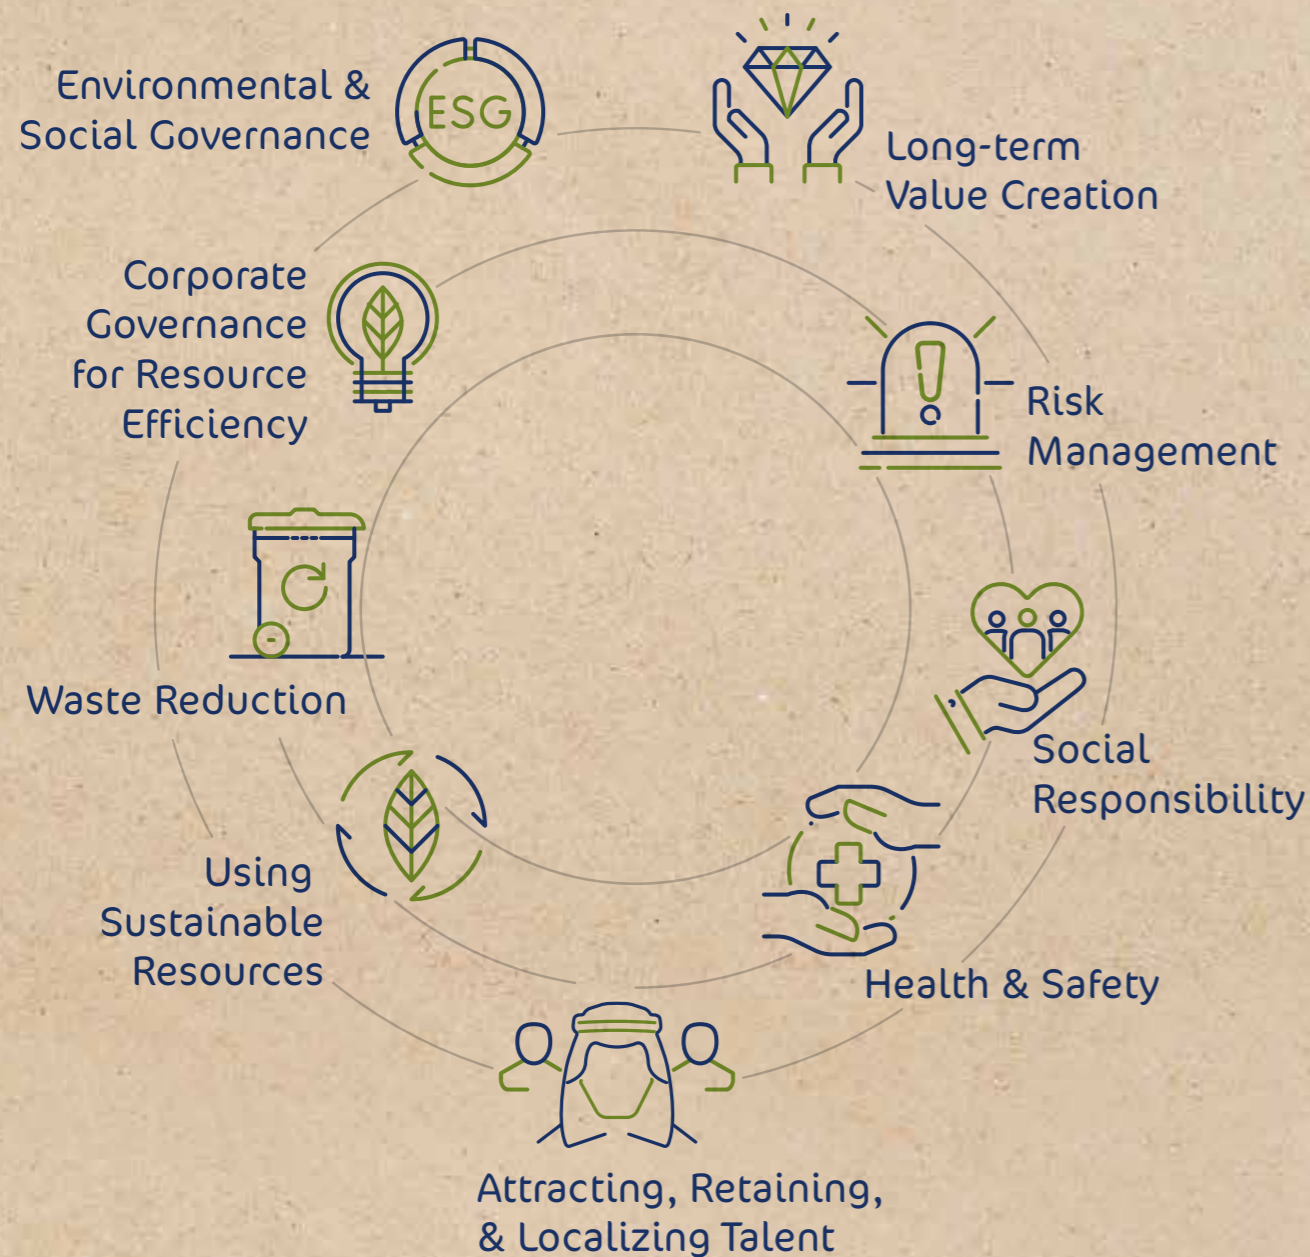 Environmental &
Social Governance
ESG
Long-term
Value Creation
Corporate
Governance
for Resource
Efficiency
Risk
Management
Waste Reduction
Social
Responsibility
Using
Sustainable
Resources
Health & Safety
Attracting, Retaining,
& Localizing Talent